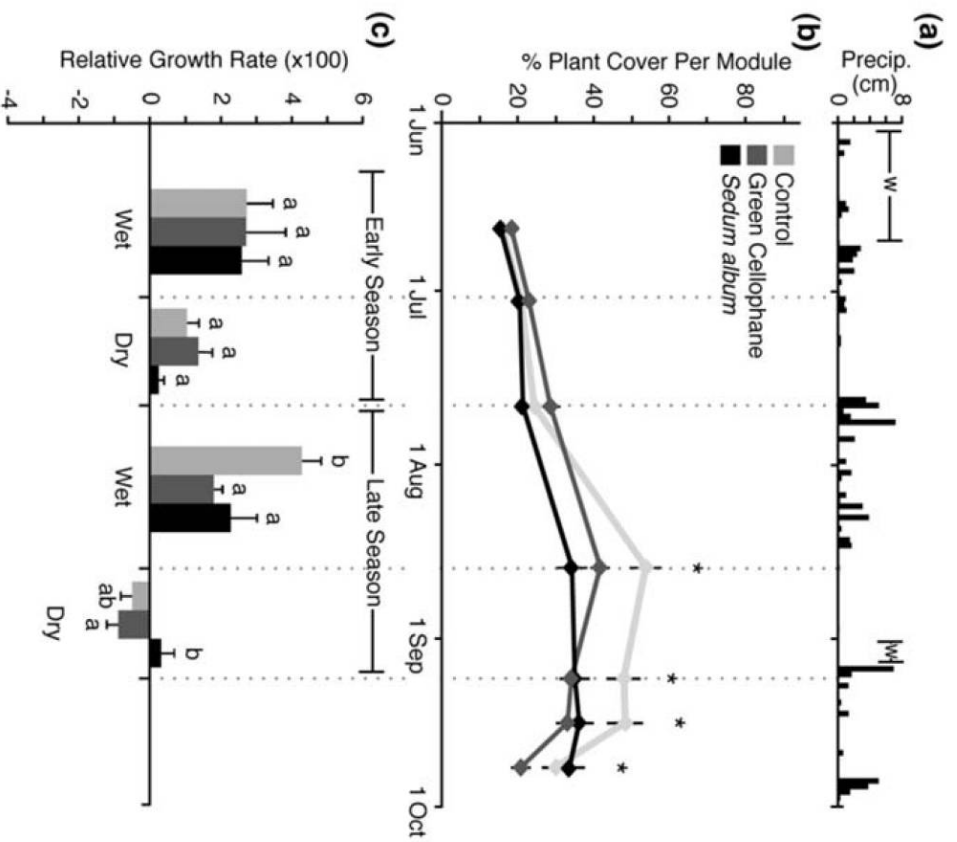 (a)
Precip.
(cm)
0 8
w
w
(b)
% Plant Cover Per Module
0 20 40 60 80
Control
Green Cellophane
Sedum album
*
*
*
*
1 Jun 1 Jul 1 Aug 1 Sep 1 Oct
(c)
Relative Growth Rate (x100)
-4 -2 0 2 4 6
Early Season
Late Season
a a a
a a a
b a a
ab a b
Wet Dry Wet Dry